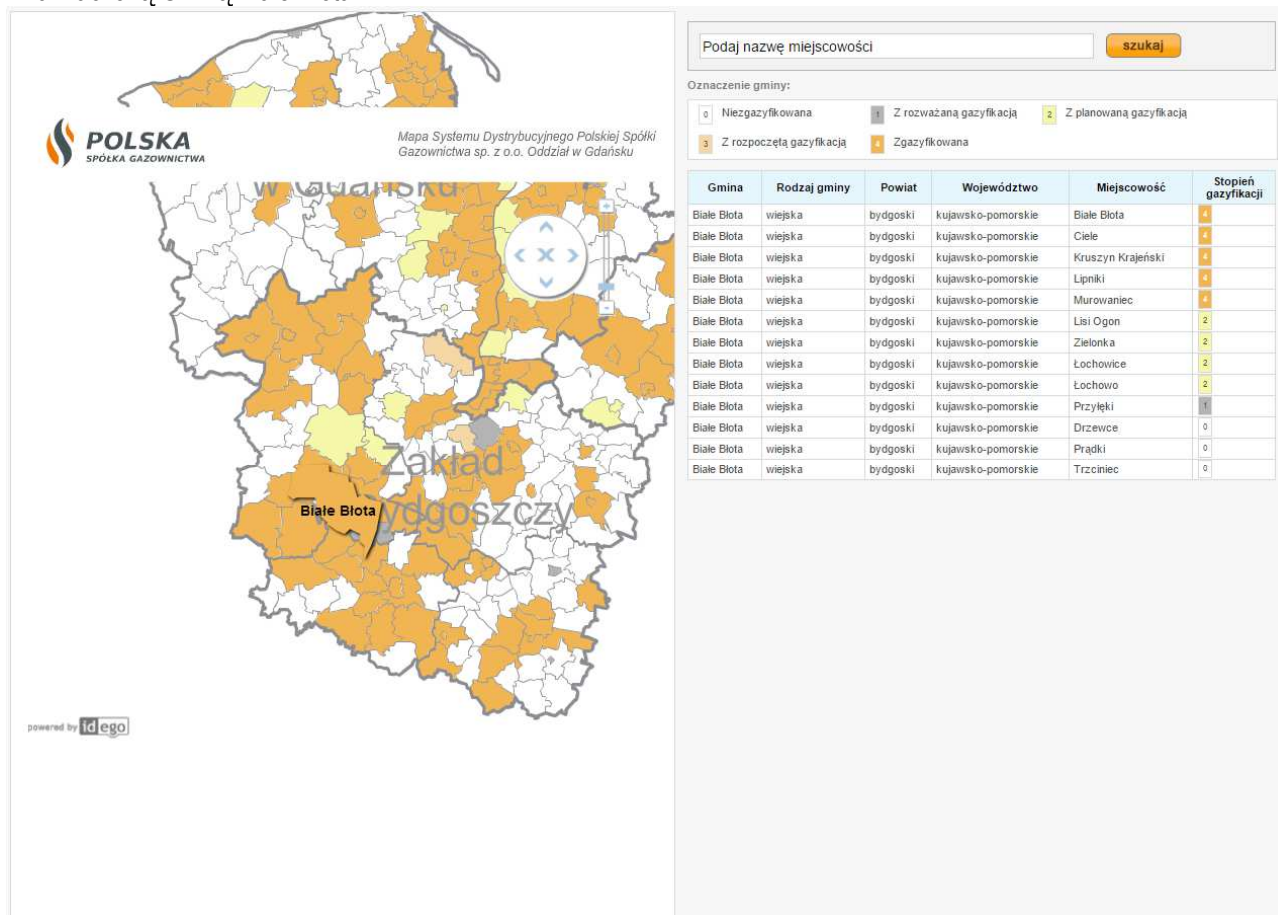 Podaj nazwę miejscowości
szukaj
Oznaczenie gminy:
0 Niezgazyfikowana
1 Z rozważaną gazyfikacją
2 Z planowaną gazyfikacją
3 Z rozpoczętą gazyfikacją
4 Zgazyfikowana
POLSKA
SPÓŁKA GAZOWNICTWA
Mapa Systemu Dystrybucyjnego Polskiej Spółki
Gazownictwa sp. z o.o. Oddział w Gdańsku
w Gdańsku
Zakład
Bydgoszczy
Białe Błota
powered by idego
Gmina Rodzaj gminy Powiat Województwo Miejscowość Stopień gazyfikacji
Białe Błota wiejska bydgoski kujawsko-pomorskie Białe Błota 4
Białe Błota wiejska bydgoski kujawsko-pomorskie Ciele 4
Białe Błota wiejska bydgoski kujawsko-pomorskie Kruszyn Krajeński 4
Białe Błota wiejska bydgoski kujawsko-pomorskie Lipniki 4
Białe Błota wiejska bydgoski kujawsko-pomorskie Murowaniec 4
Białe Błota wiejska bydgoski kujawsko-pomorskie Lisi Ogon 2
Białe Błota wiejska bydgoski kujawsko-pomorskie Zielonka 2
Białe Błota wiejska bydgoski kujawsko-pomorskie Łochowice 2
Białe Błota wiejska bydgoski kujawsko-pomorskie Łochowo 2
Białe Błota wiejska bydgoski kujawsko-pomorskie Przyłęki 1
Białe Błota wiejska bydgoski kujawsko-pomorskie Drzewce 0
Białe Błota wiejska bydgoski kujawsko-pomorskie Prądki 0
Białe Błota wiejska bydgoski kujawsko-pomorskie Trzciniec 0